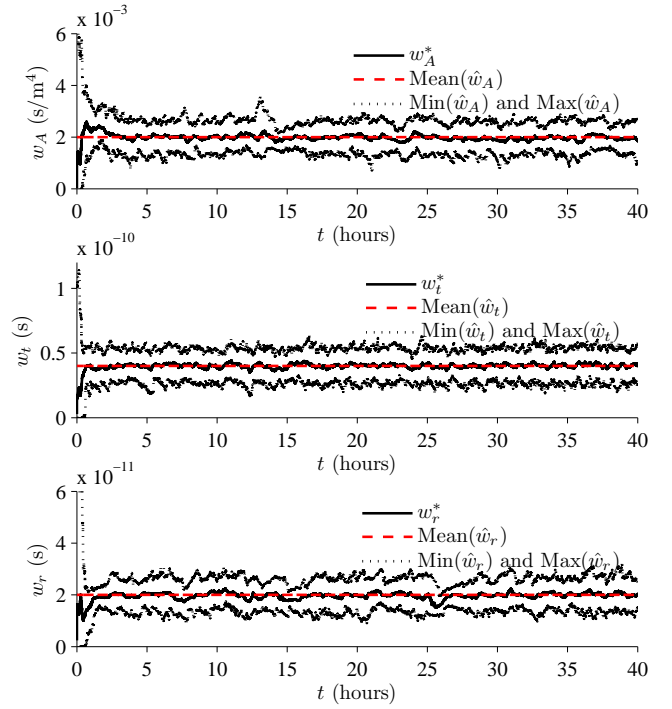 x 10⁻³
6
4
2
0
w_A (s/m⁴)
w*_A
Mean(ŵ_A)
Min(ŵ_A) and Max(ŵ_A)
0 5 10 15 20 25 30 35 40
t (hours)
x 10⁻¹⁰
1
0.5
0
w_t (s)
w*_t
Mean(ŵ_t)
Min(ŵ_t) and Max(ŵ_t)
0 5 10 15 20 25 30 35 40
t (hours)
x 10⁻¹¹
6
4
2
0
w_r (s)
w*_r
Mean(ŵ_r)
Min(ŵ_r) and Max(ŵ_r)
0 5 10 15 20 25 30 35 40
t (hours)